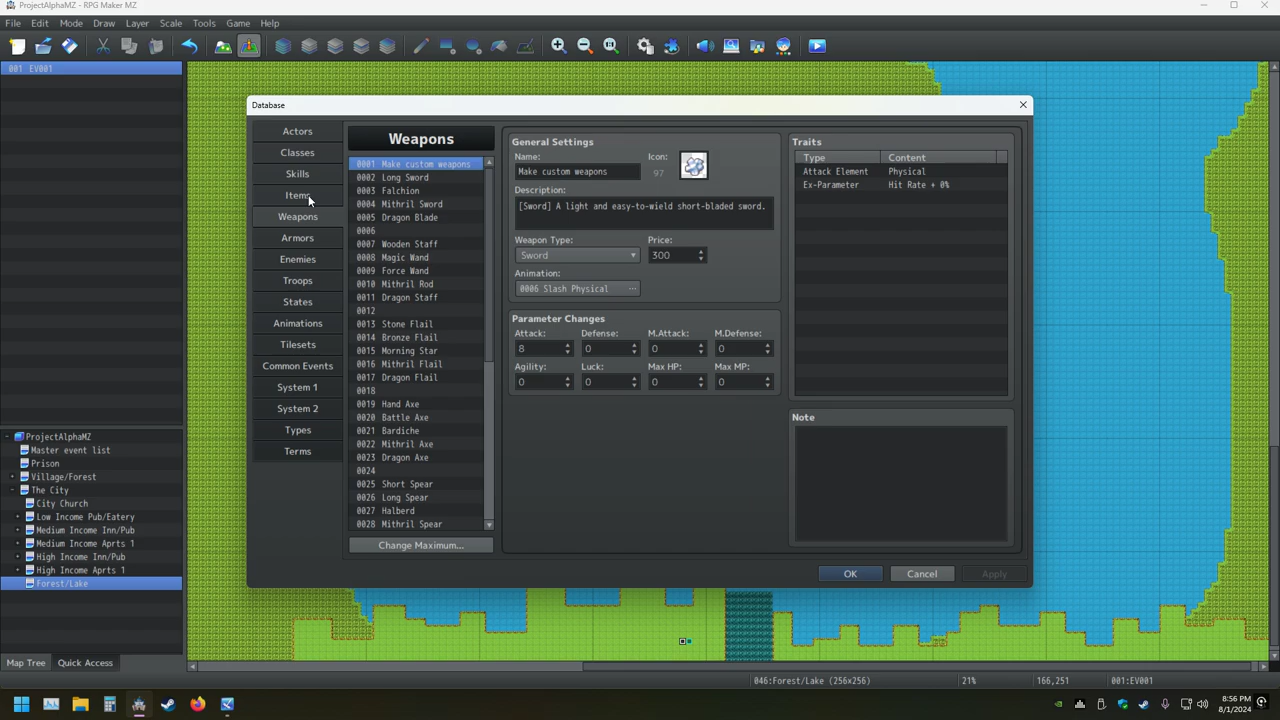 ProjectAlphaMZ - RPG Maker MZ
File Edit Mode Draw Layer Scale Tools Game Help
001 EV001
Database
Actors
Classes
Skills
Items
Weapons
Armors
Enemies
Troops
States
Animations
Tilesets
Common Events
System 1
System 2
Types
Terms
Weapons
0001 Make custom weapons
0002 Long Sword
0003 Falchion
0004 Mithril Sword
0005 Dragon Blade
0006
0007 Wooden Staff
0008 Magic Wand
0009 Force Wand
0010 Mithril Rod
0011 Dragon Staff
0012
0013 Stone Flail
0014 Bronze Flail
0015 Morning Star
0016 Mithril Flail
0017 Dragon Flail
0018
0019 Hand Axe
0020 Battle Axe
0021 Bardiche
0022 Mithril Axe
0023 Dragon Axe
0024
0025 Short Spear
0026 Long Spear
0027 Halberd
0028 Mithril Spear
Change Maximum...
General Settings
Name: Icon:
Make custom weapons 97
Description:
[Sword] A light and easy-to-wield short-bladed sword.
Weapon Type: Price:
Sword 300
Animation:
0006 Slash Physical ...
Parameter Changes
Attack: Defense: M.Attack: M.Defense:
8 0 0 0
Agility: Luck: Max HP: Max MP:
0 0 0 0
Traits
Type Content
Attack Element Physical
Ex-Parameter Hit Rate + 0%
Note
OK Cancel Apply
ProjectAlphaMZ
Master event list
Prison
Village/Forest
The City
City Church
Low Income Pub/Eatery
Medium Income Inn/Pub
Medium Income Aprts 1
High Income Inn/Pub
High Income Aprts 1
Forest/Lake
Map Tree Quick Access
046:Forest/Lake (256x256) 21% 166,251 001:EV001
8:56 PM
8/1/2024